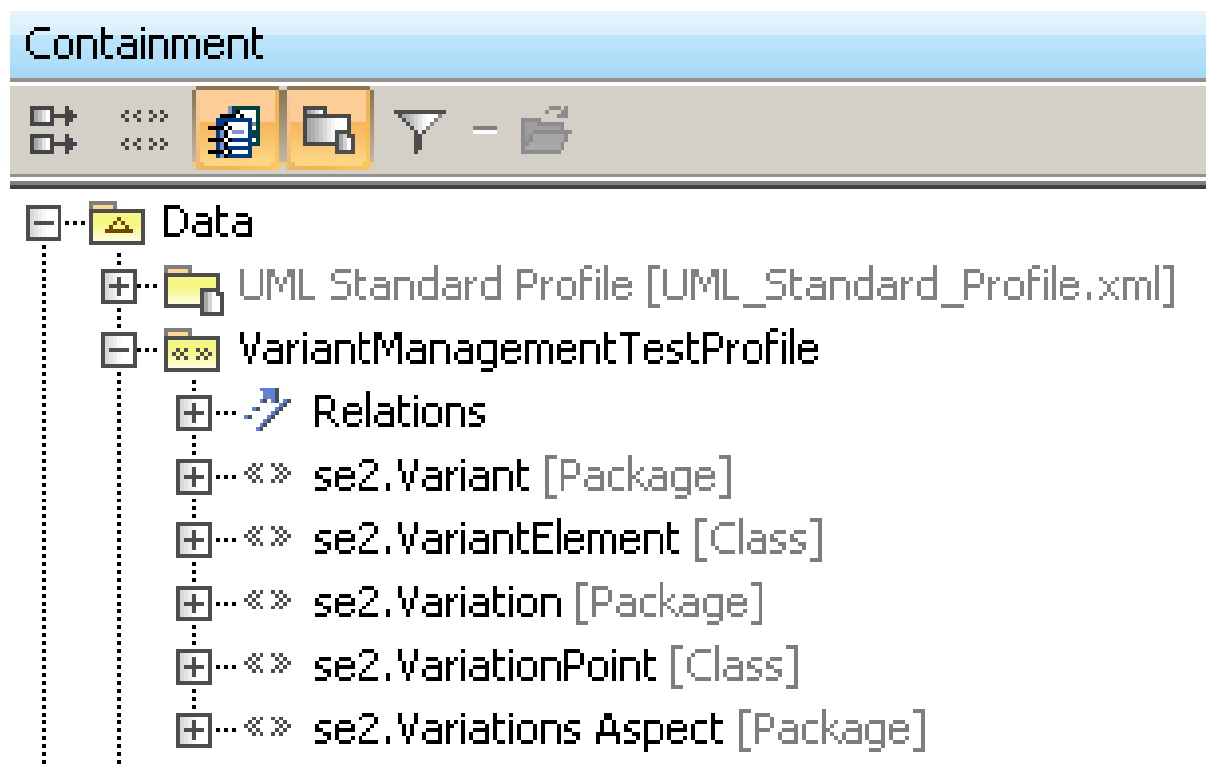 Containment
Data
UML Standard Profile [UML_Standard_Profile.xml]
VariantManagementTestProfile
Relations
«» se2.Variant [Package]
«» se2.VariantElement [Class]
«» se2.Variation [Package]
«» se2.VariationPoint [Class]
«» se2.Variations Aspect [Package]